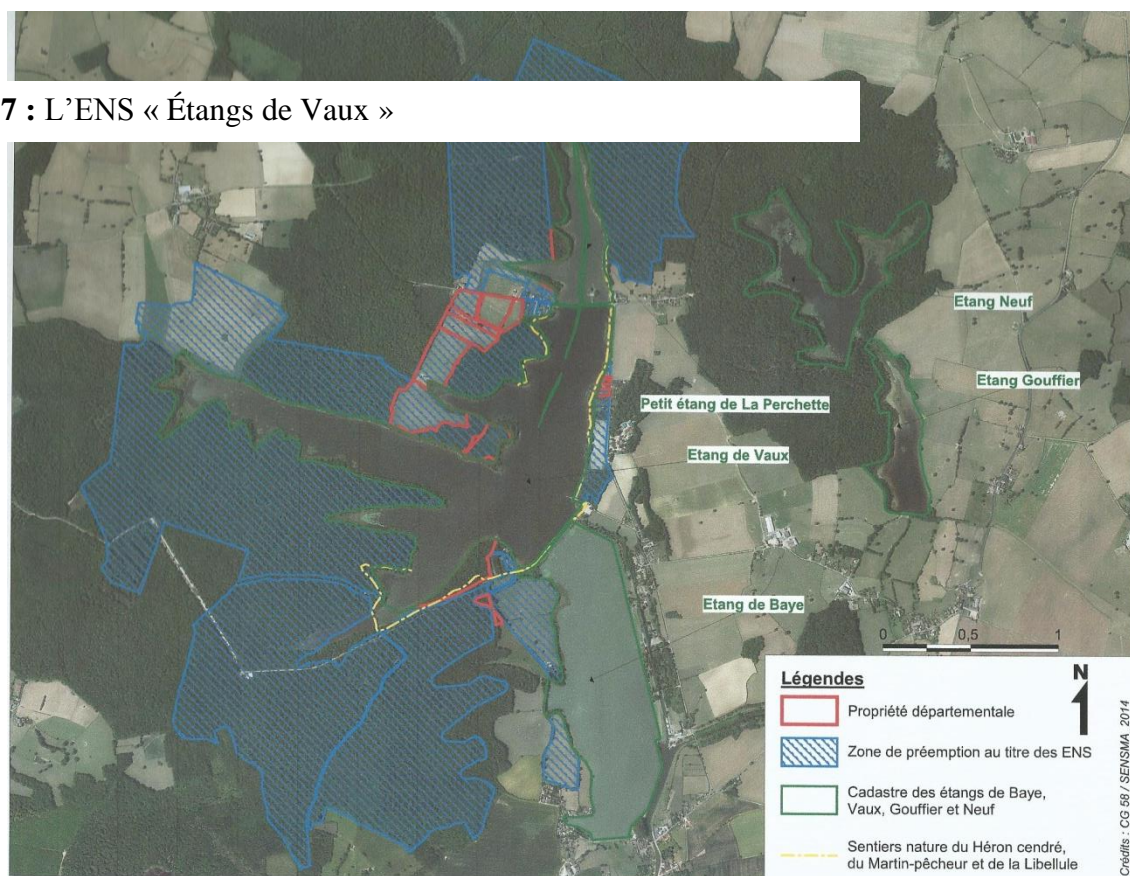 7 : L’ENS « Étangs de Vaux »
Etang Neuf
Etang Gouffier
Petit étang de La Perchette
Etang de Vaux
Etang de Baye
0 0,5 1
Légendes
N
Propriété départementale
Zone de préemption au titre des ENS
Cadastre des étangs de Baye,
Vaux, Gouffier et Neuf
Sentiers nature du Héron cendré,
du Martin-pêcheur et de la Libellule
Crédits : CG 58 / SENSMA 2014